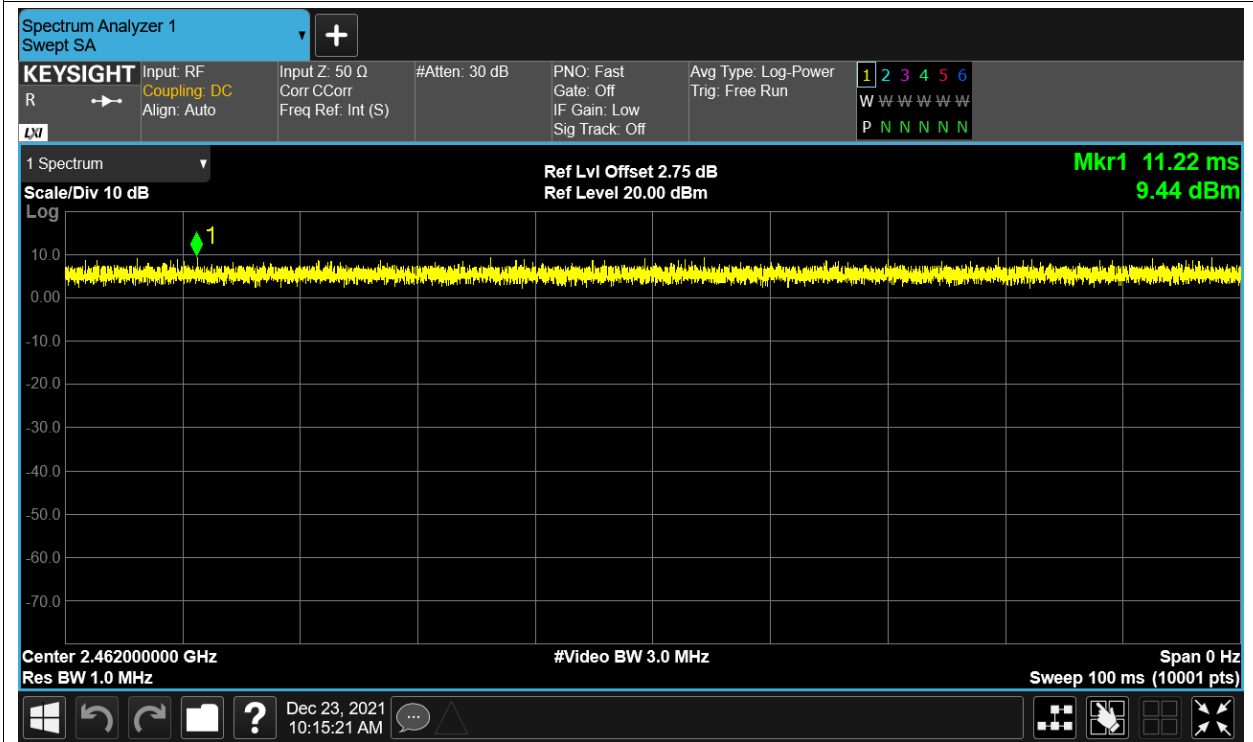 Spectrum Analyzer 1
Swept SA
+
KEYSIGHT
R
LXI
Input: RF
Coupling: DC
Align: Auto
Input Z: 50 Ω
Corr CCorr
Freq Ref: Int (S)
#Atten: 30 dB
PNO: Fast
Gate: Off
IF Gain: Low
Sig Track: Off
Avg Type: Log-Power
Trig: Free Run
1 2 3 4 5 6
W W W W W W
P N N N N N
1 Spectrum
Scale/Div 10 dB
Log
Ref Lvl Offset 2.75 dB
Ref Level 20.00 dBm
Mkr1 11.22 ms
9.44 dBm
1
10.0
0.00
-10.0
-20.0
-30.0
-40.0
-50.0
-60.0
-70.0
Center 2.462000000 GHz
Res BW 1.0 MHz
#Video BW 3.0 MHz
Span 0 Hz
Sweep 100 ms (10001 pts)
?
Dec 23, 2021
10:15:21 AM